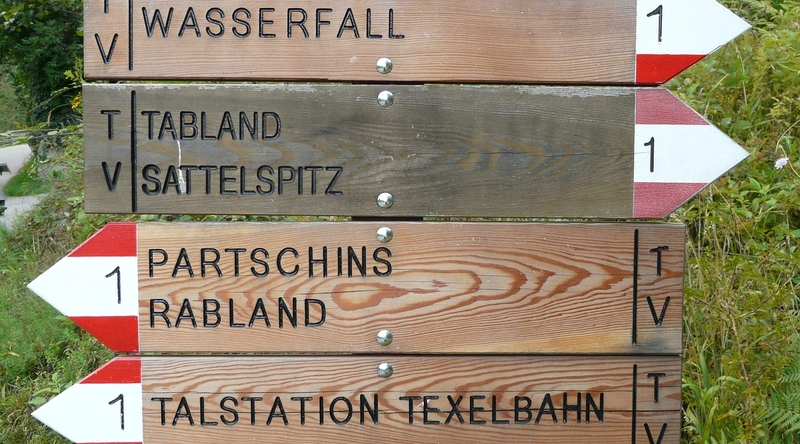 T
V WASSERFALL 1
T TABLAND
V SATTELSPITZ 1
PARTSCHINS T
1 RABLAND V
1 TALSTATION TEXELBAHN T
V